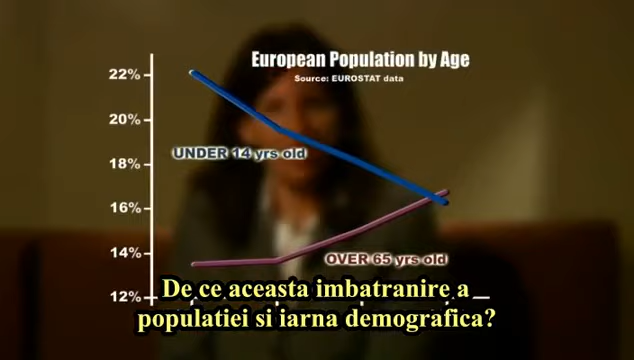 European Population by Age
Source: EUROSTAT data
22%
20%
UNDER 14 yrs old
18%
16%
14%
OVER 65 yrs old
12%
De ce aceasta imbatranire a
populatiei si iarna demografica?